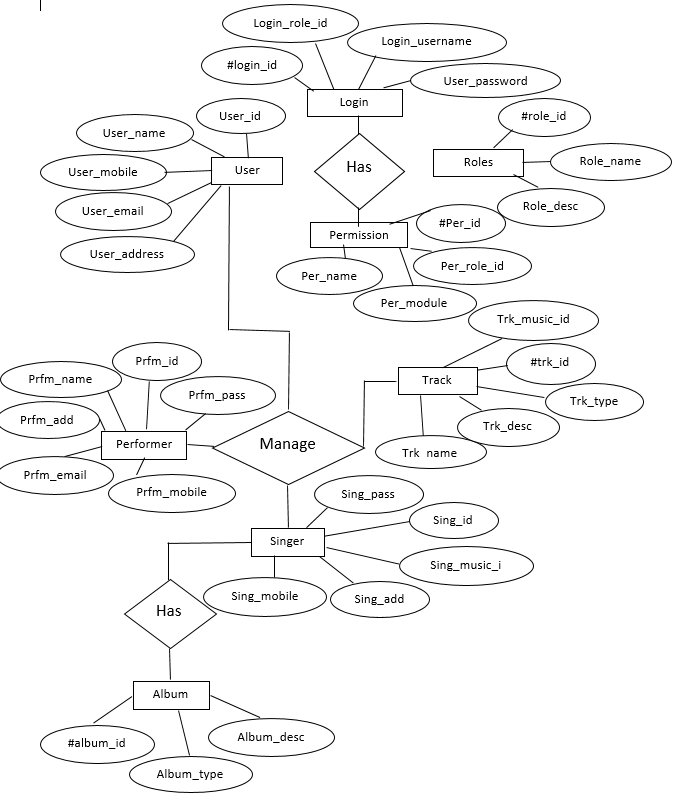 Login_role_id
Login_username
#login_id
User_password
Login
User_id
#role_id
User_name
Has
Roles
Role_name
User
User_mobile
User_email
Role_desc
#Per_id
Permission
User_address
Per_role_id
Per_name
Per_module
Trk_music_id
Prfm_id
#trk_id
Prfm_name
Track
Prfm_pass
Trk_type
Prfm_add
Trk_desc
Performer
Manage
Trk name
Prfm_email
Prfm_mobile
Sing_pass
Sing_id
Singer
Sing_music_i
Sing_mobile
Sing_add
Has
Album
#album_id
Album_desc
Album_type